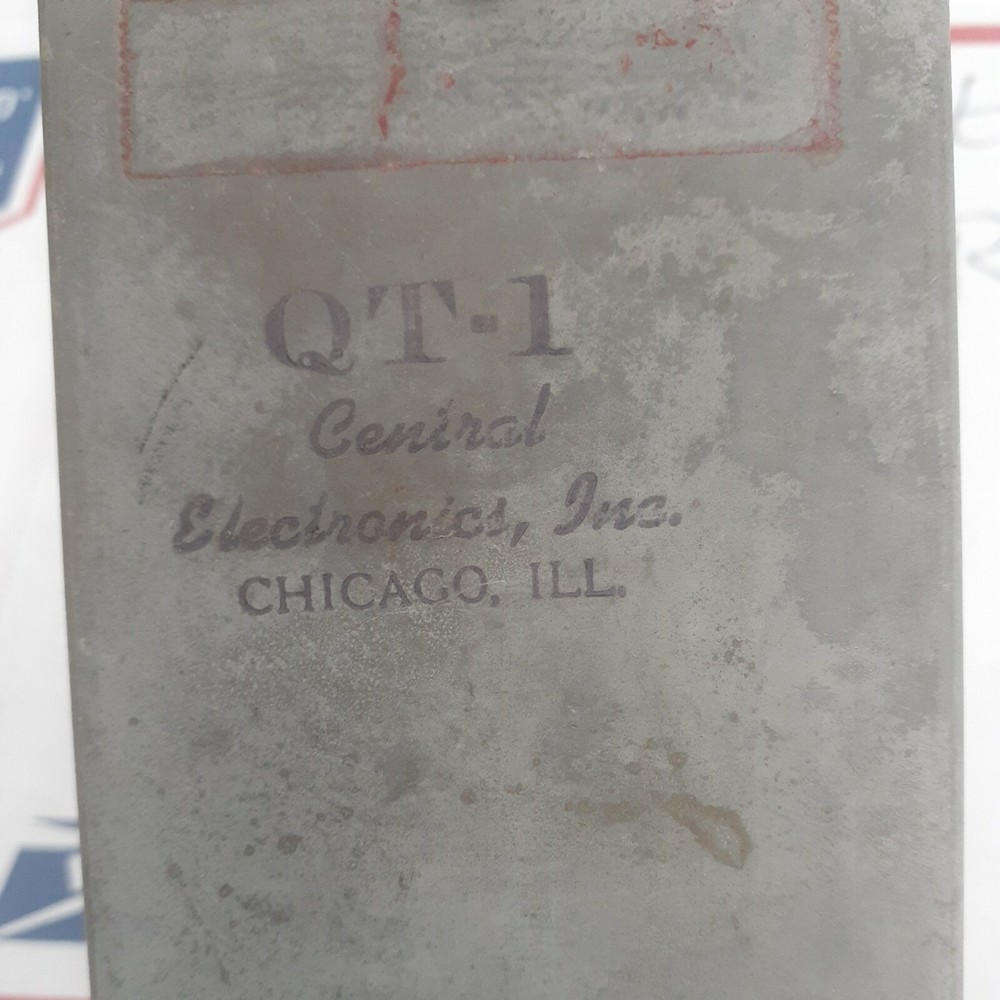 QT-1
Central
Electronics, Inc.
CHICAGO, ILL.